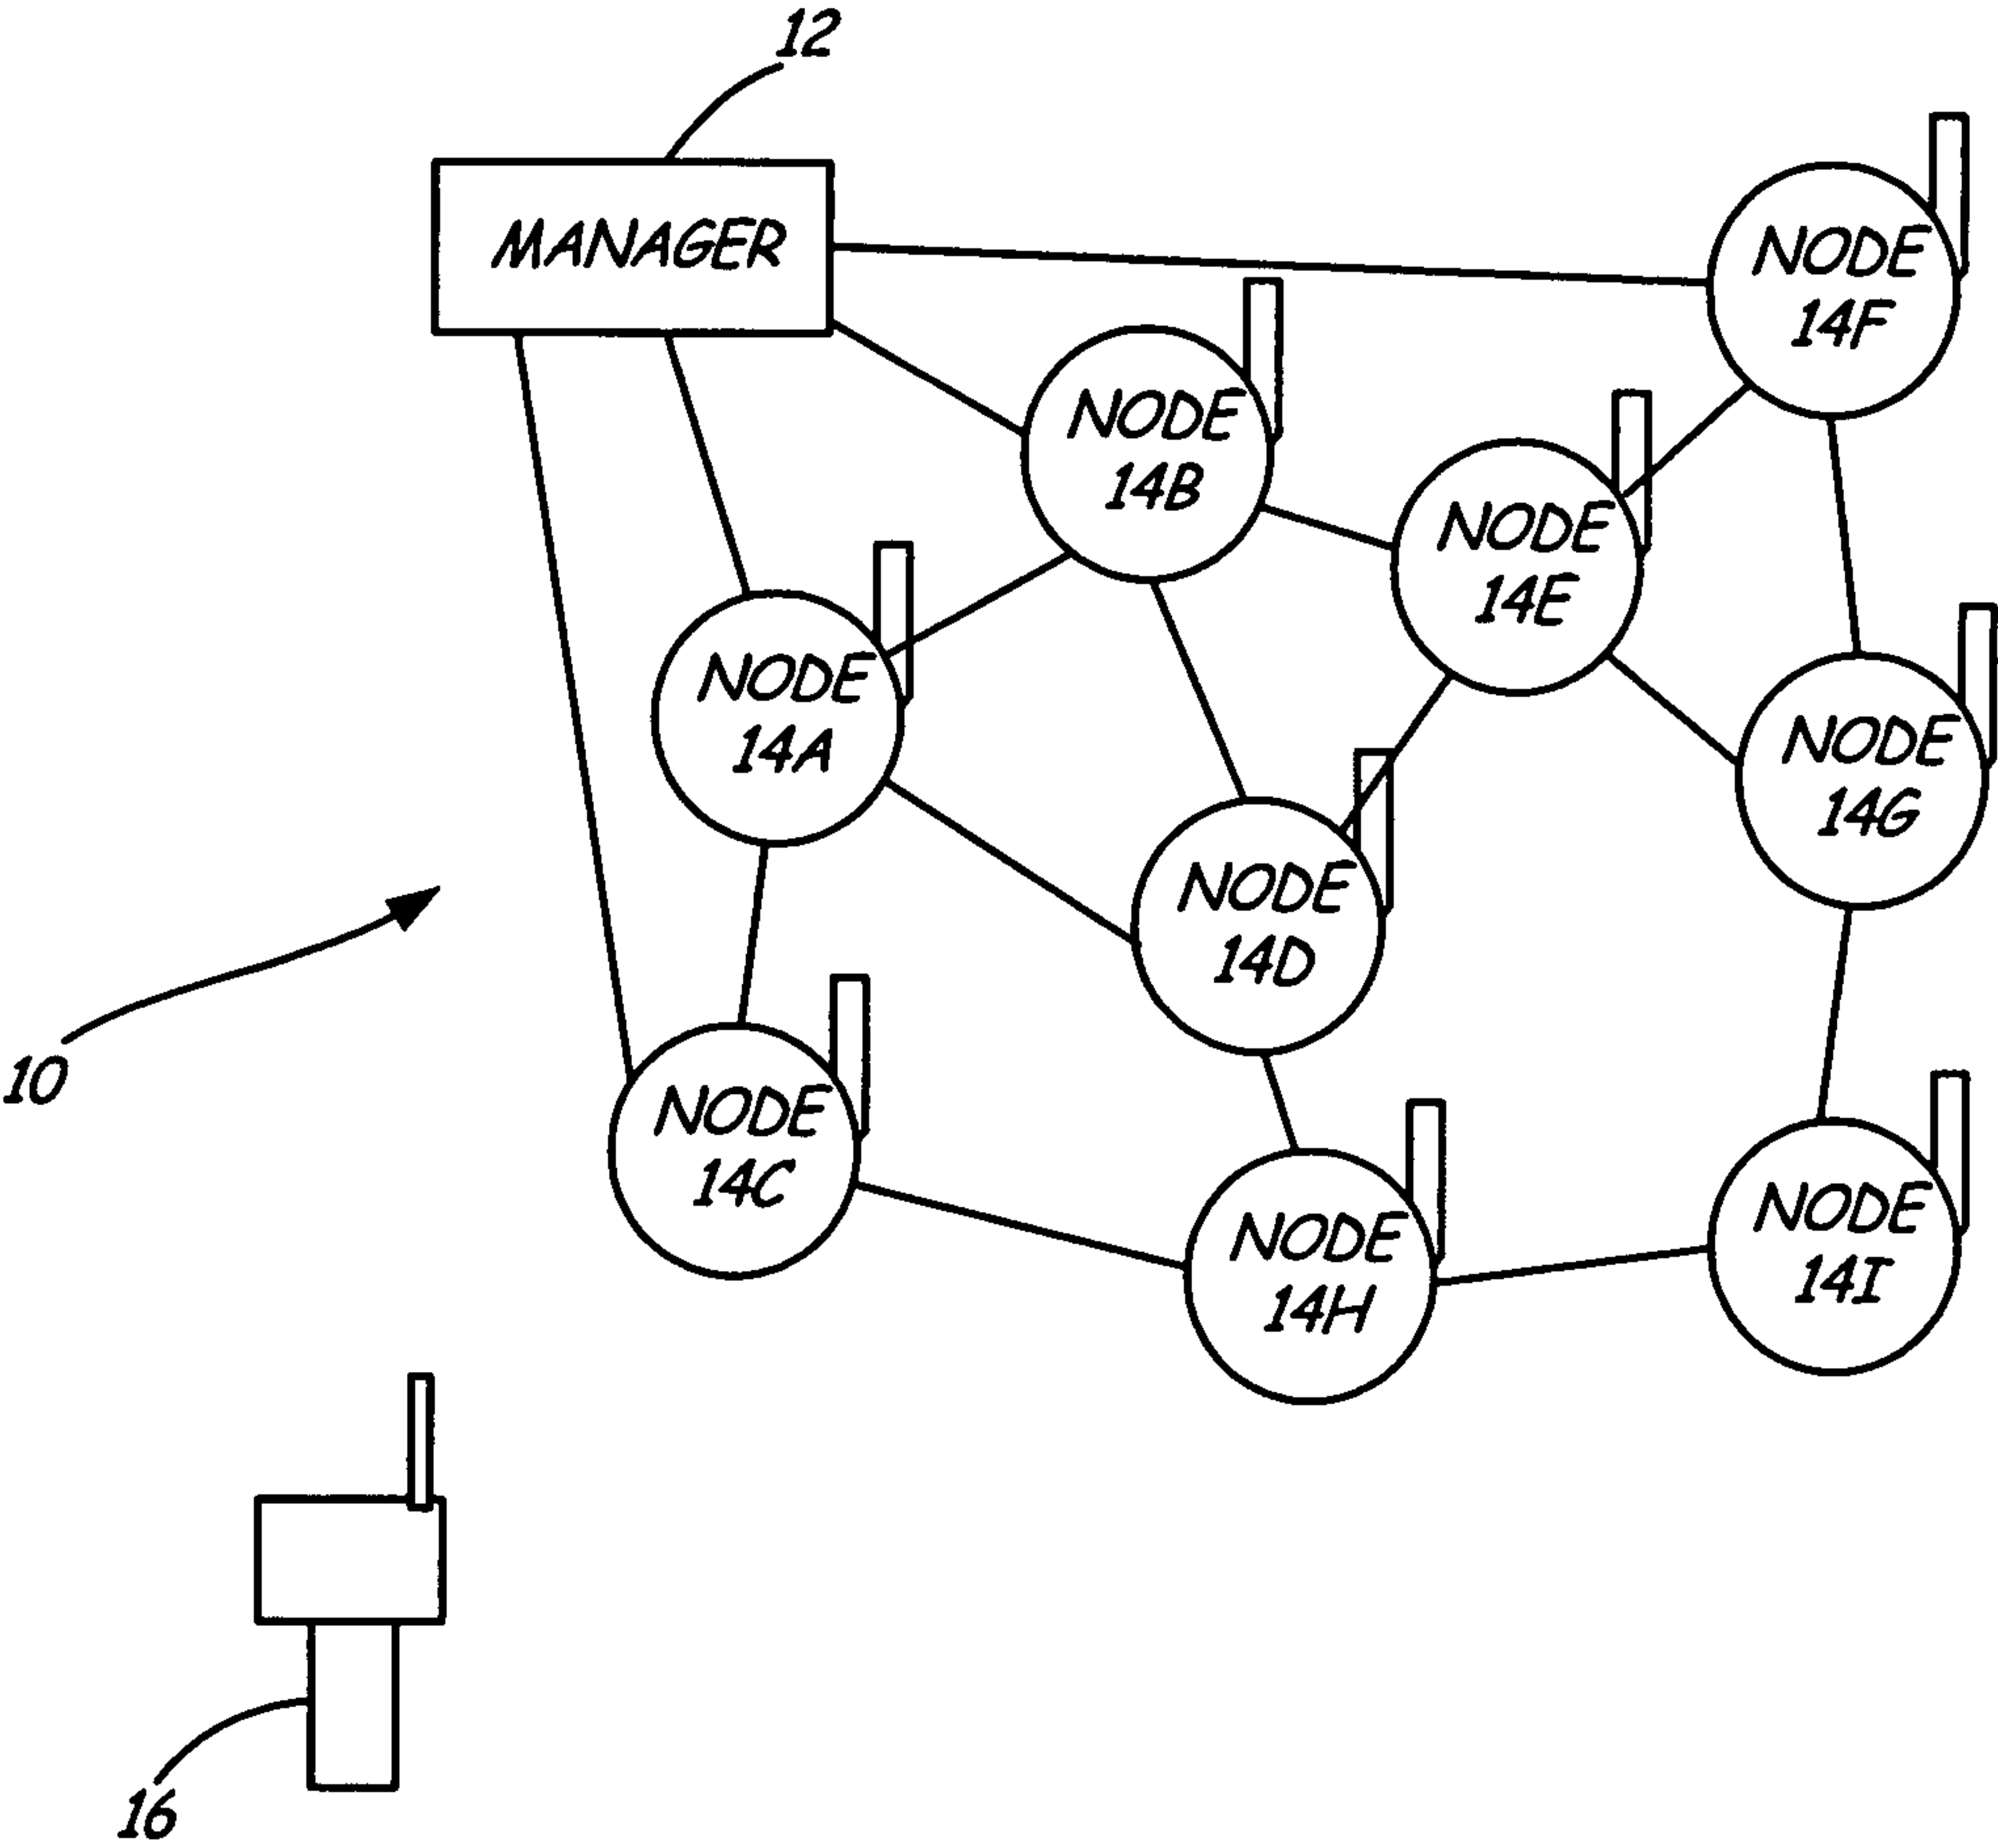 12
MANAGER
NODE
14F
NODE
14B
NODE
14E
NODE
14A
NODE
14G
NODE
14D
10
NODE
14C
NODE
14H
NODE
14I
16